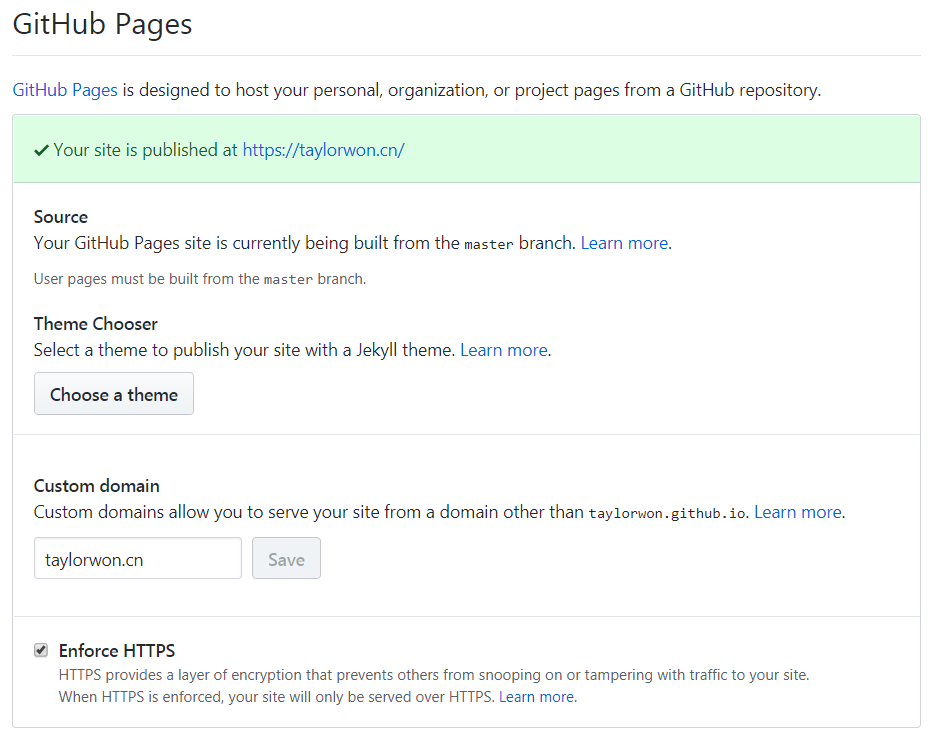 GitHub Pages
GitHub Pages is designed to host your personal, organization, or project pages from a GitHub repository.
Your site is published at https://taylorwon.cn/
Source
Your GitHub Pages site is currently being built from the master branch. Learn more.
User pages must be built from the master branch.
Theme Chooser
Select a theme to publish your site with a Jekyll theme. Learn more.
Choose a theme
Custom domain
Custom domains allow you to serve your site from a domain other than taylorwon.github.io. Learn more.
taylorwon.cn Save
Enforce HTTPS
HTTPS provides a layer of encryption that prevents others from snooping on or tampering with traffic to your site.
When HTTPS is enforced, your site will only be served over HTTPS. Learn more.